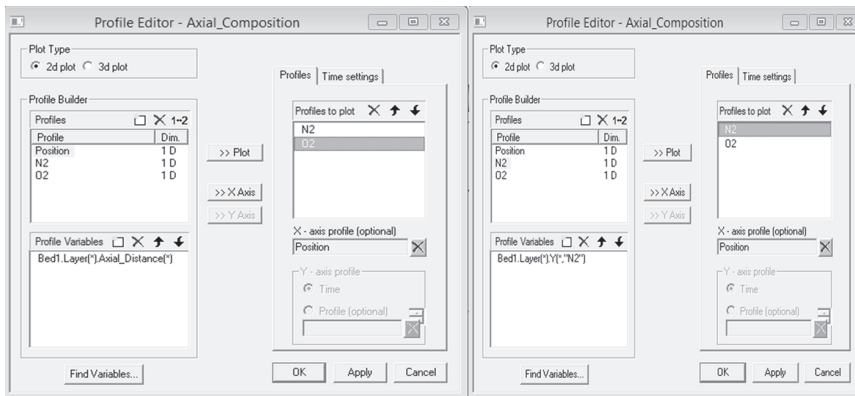 Profile Editor - Axial_Composition
Plot Type
2d plot 3d plot
Profile Builder
Profiles 1--2
Profile Dim.
Position 1 D
N2 1 D
O2 1 D
>> Plot
>> X Axis
>> Y Axis
Profile Variables
Bed1.Layer(*).Axial_Distance(*)
Find Variables...
Profiles Time settings
Profiles to plot
N2
O2
X - axis profile (optional)
Position
Y - axis profile
Time
Profile (optional)
OK Apply Cancel
Profile Editor - Axial_Composition
Plot Type
2d plot 3d plot
Profile Builder
Profiles 1--2
Profile Dim.
Position 1 D
N2 1 D
O2 1 D
>> Plot
>> X Axis
>> Y Axis
Profile Variables
Bed1.Layer(*).Y(*,"N2")
Find Variables...
Profiles Time settings
Profiles to plot
N2
O2
X - axis profile (optional)
Position
Y - axis profile
Time
Profile (optional)
OK Apply Cancel